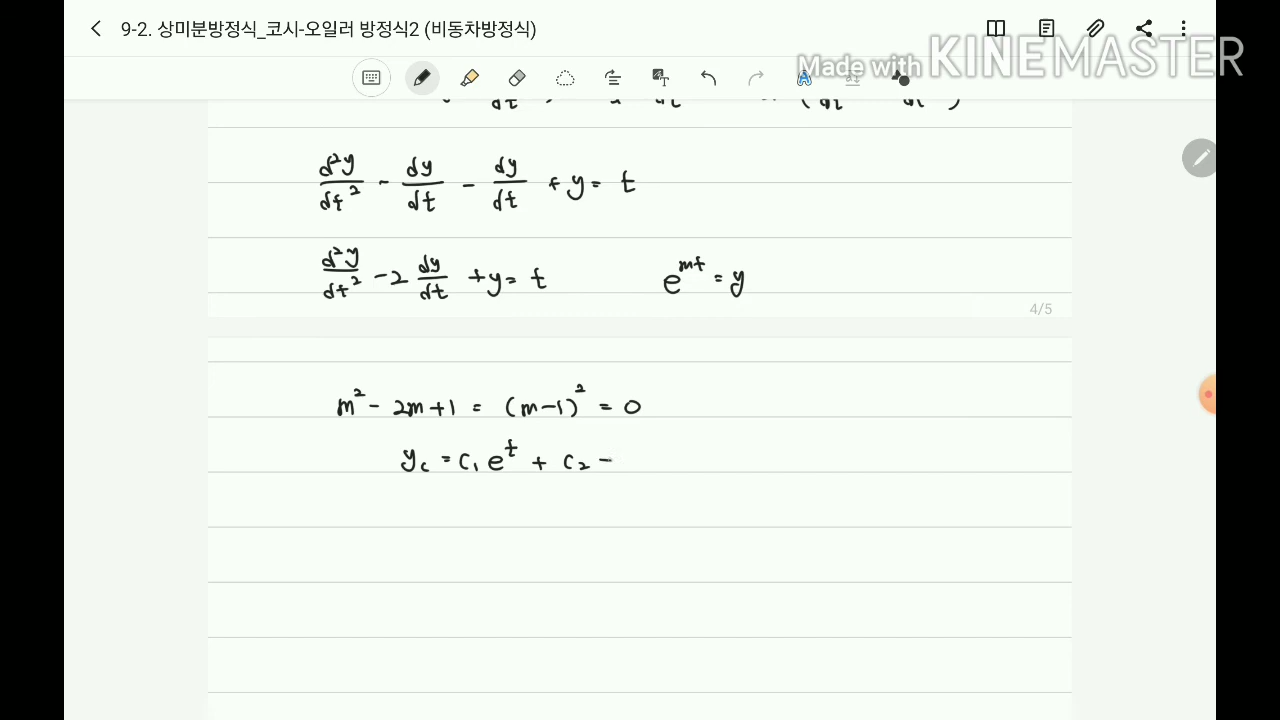 9-2. 상미분방정식_코시-오일러 방정식2 (비동차방정식)
Made with KINEMASTER
d²y/dt² - dy/dt - dy/dt + y = t
d²y/dt² - 2 dy/dt + y = t e^mt = y
4/5
m² - 2m + 1 = (m-1)² = 0
y_c = c₁ e^t + c₂